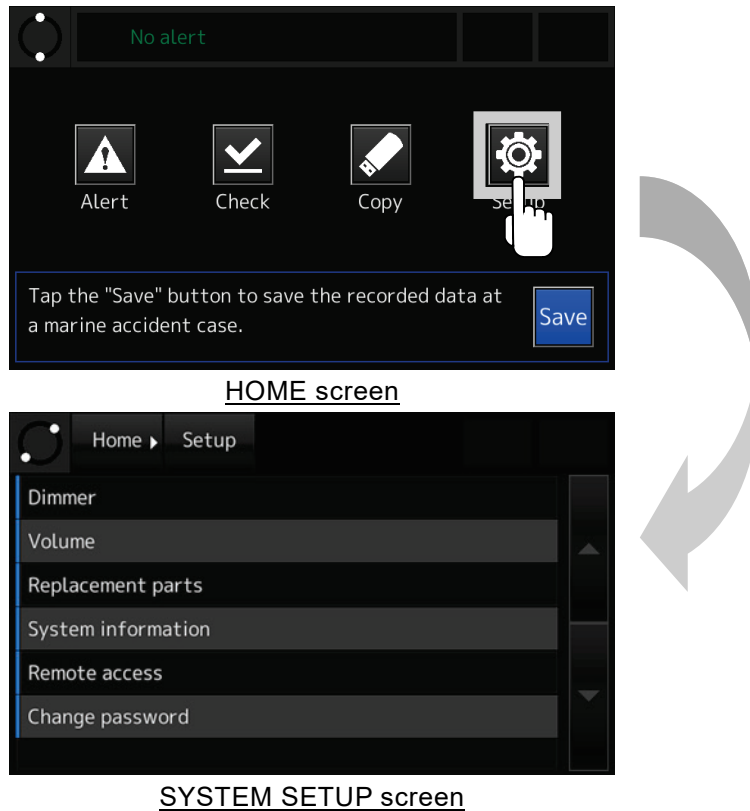 No alert
Alert Check Copy Setup
Tap the "Save" button to save the recorded data at
a marine accident case.
Save
HOME screen
Home Setup
Dimmer
Volume
Replacement parts
System information
Remote access
Change password
SYSTEM SETUP screen